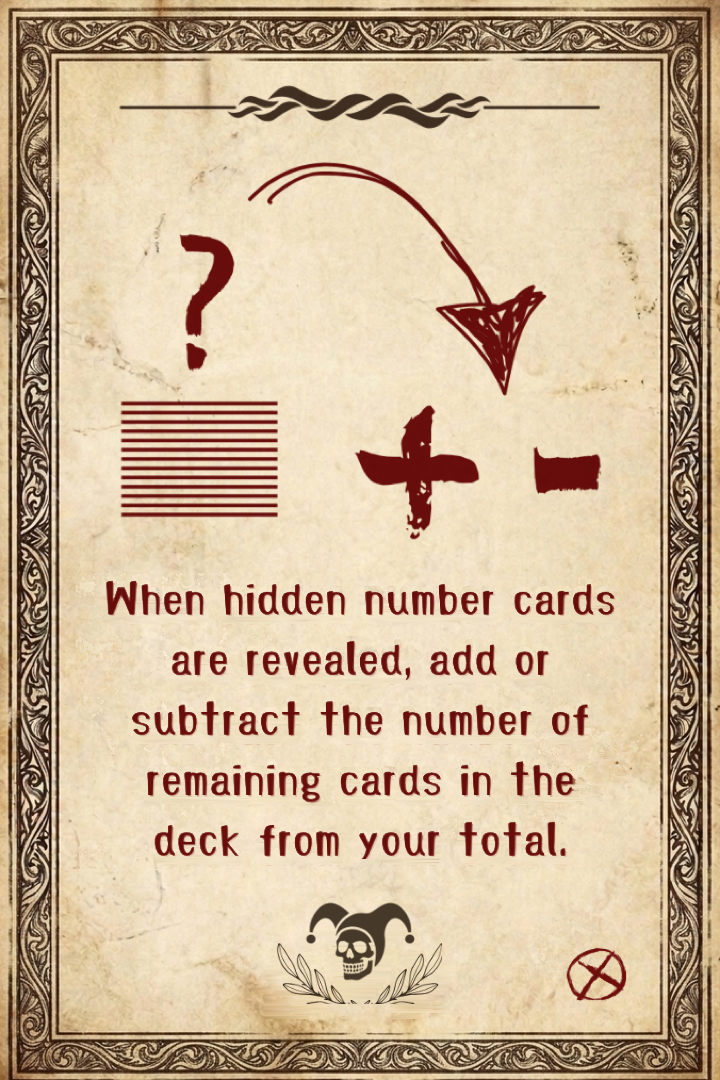 ?
+ -
When hidden number cards
are revealed, add or
subtract the number of
remaining cards in the
deck from your total.